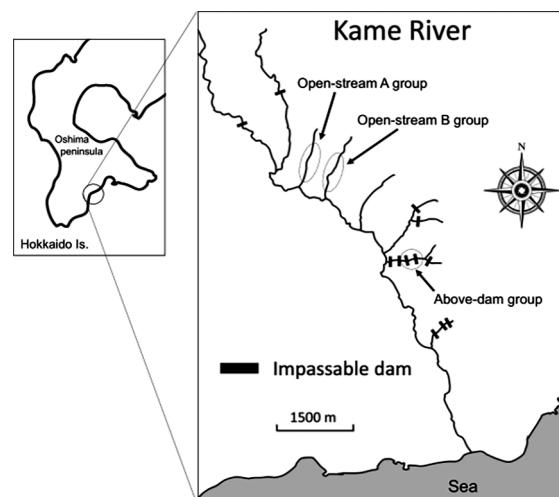 Kame River
Open-stream A group
Open-stream B group
Oshima
peninsula
N
Hokkaido Is.
Above-dam group
Impassable dam
1500 m
Sea